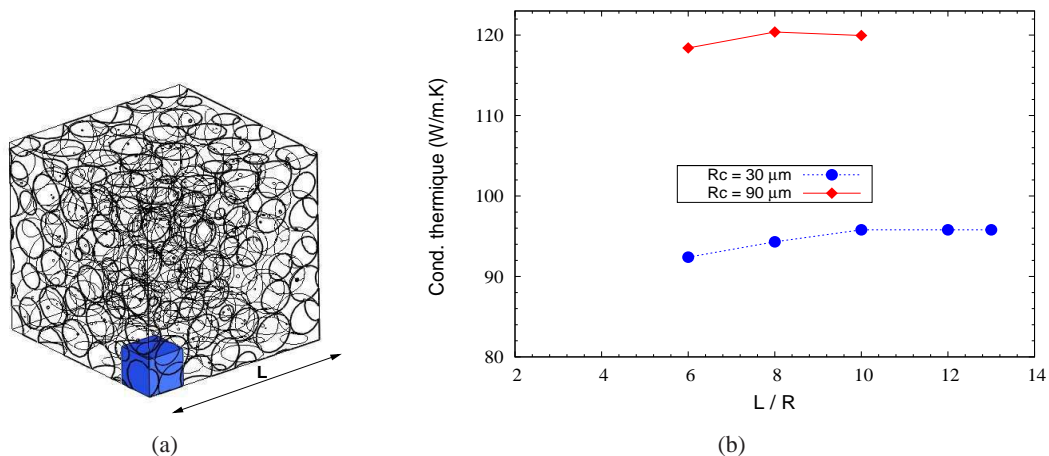 L
(a)
Cond. thermique (W/m.K)
120
110
100
90
80
Rc = 30 μm
Rc = 90 μm
2 4 6 8 10 12 14
L / R
(b)